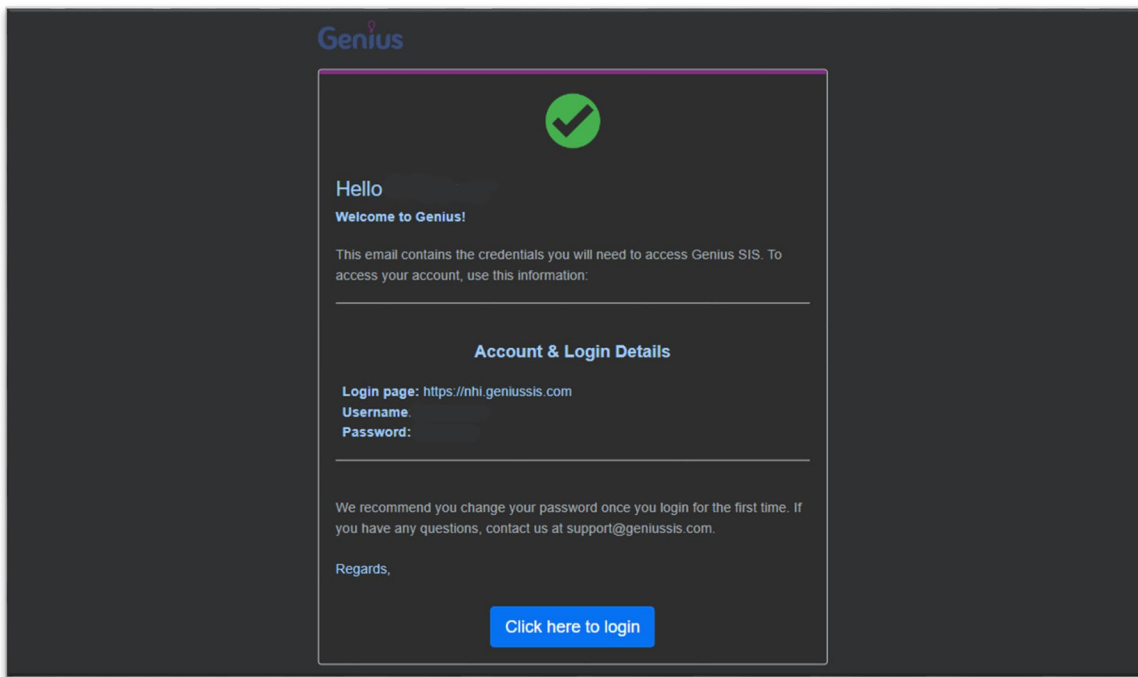 Genius
Hello
Welcome to Genius!
This email contains the credentials you will need to access Genius SIS. To
access your account, use this information:
Account & Login Details
Login page: https://nhi.geniussis.com
Username.
Password:
We recommend you change your password once you login for the first time. If
you have any questions, contact us at support@geniussis.com.
Regards,
Click here to login